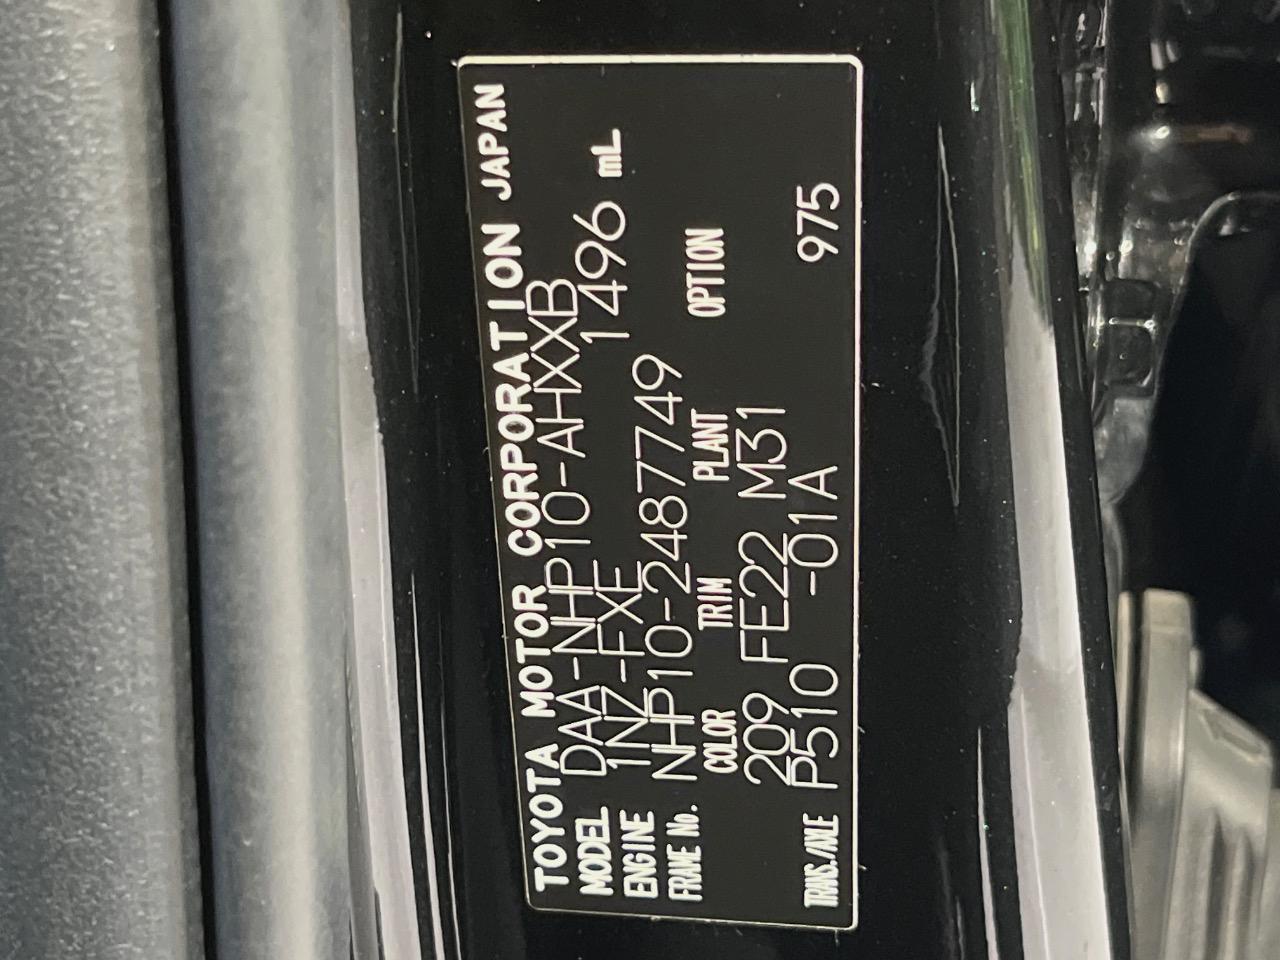 TOYOTA MOTOR CORPORATION JAPAN
MODEL DAA-NHP10-AHXXB
ENGINE 1NZ-FXE 1496 mL
FRAME No. NHP10-2487749
COLOR TRIM PLANT OPTION
209 FE22 M31
TRANS./AXLE P510 -01A 975